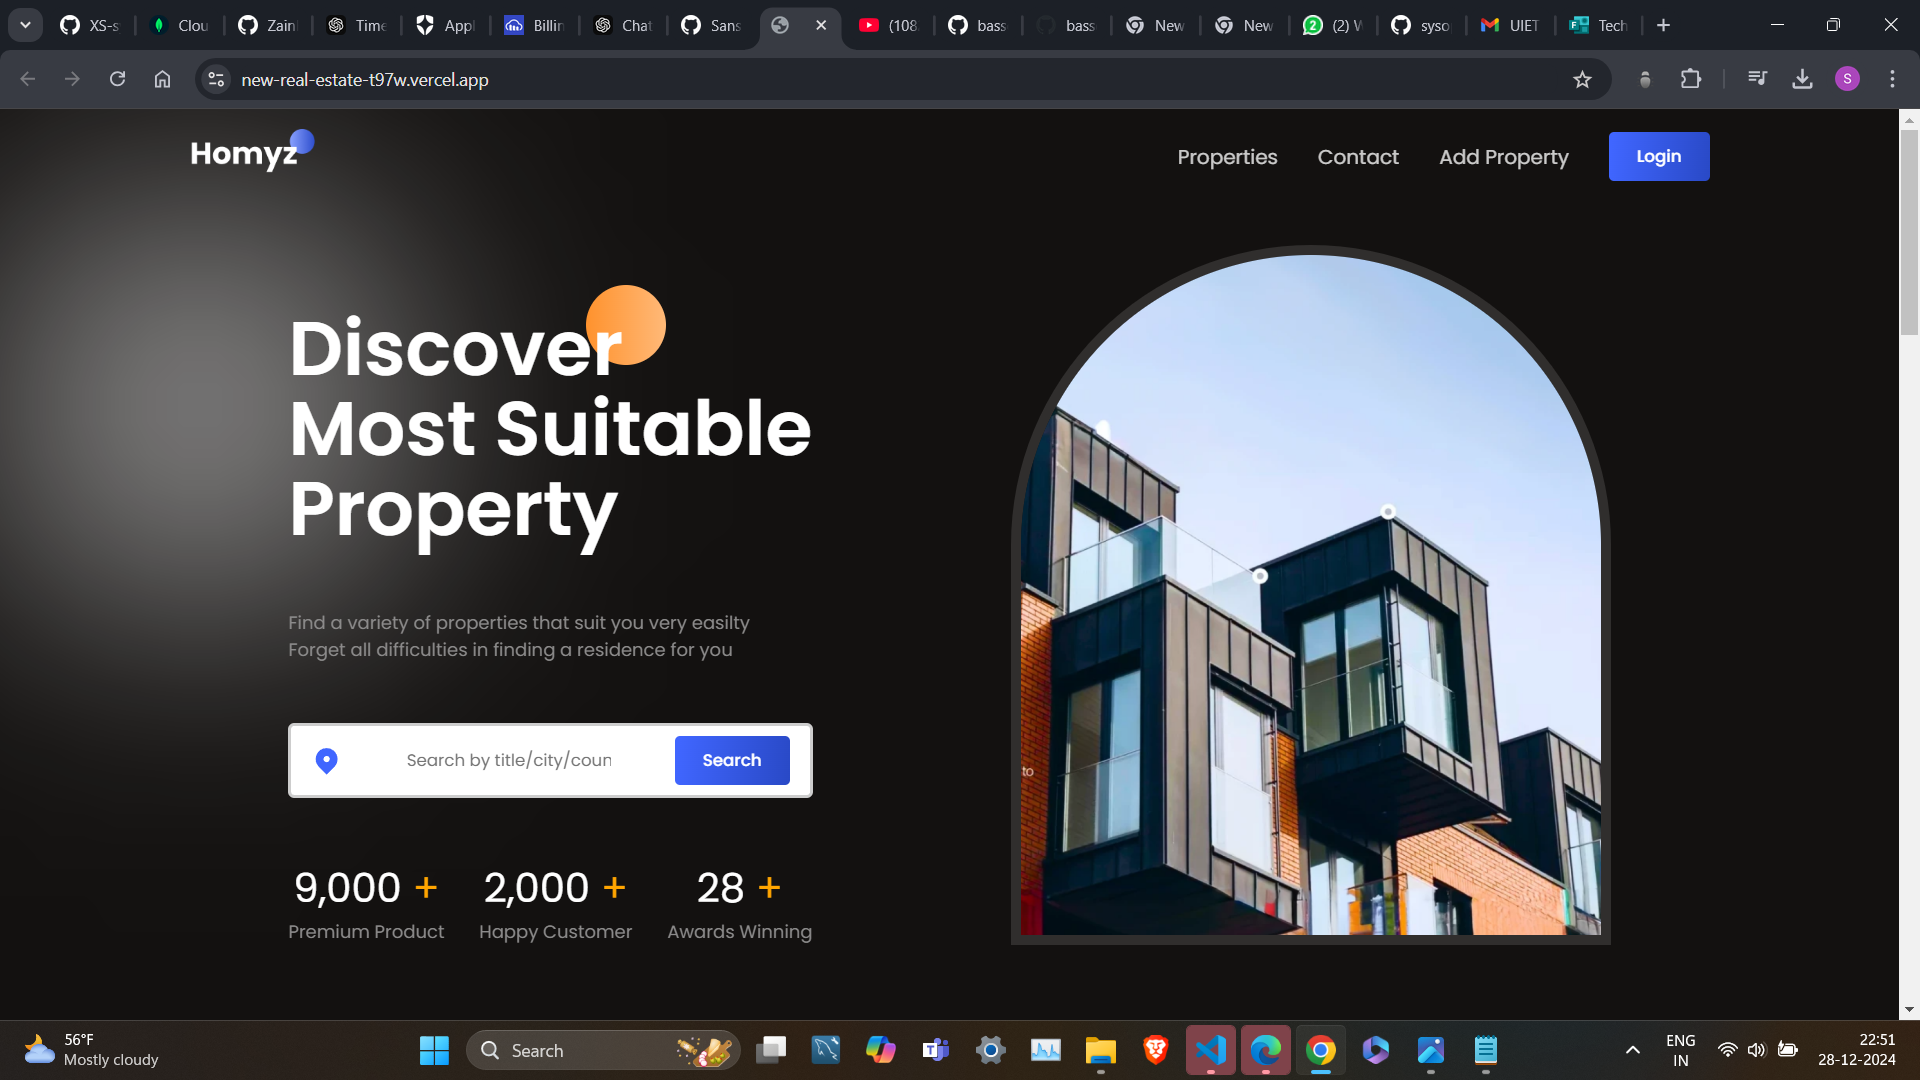 XS-s
Clou
Zain
Time
Appl
Billin
Chat
Sans
(108
bass
bass
New
New
(2) W
syso
UIET
Tech
new-real-estate-t97w.vercel.app
S
Homyz
Properties
Contact
Add Property
Login
Discover
Most Suitable
Property
Find a variety of properties that suit you very easilty
Forget all difficulties in finding a residence for you
Search by title/city/coun
Search
9,000 +
2,000 +
28 +
Premium Product
Happy Customer
Awards Winning
to
56°F
Mostly cloudy
Search
ENG
IN
22:51
28-12-2024